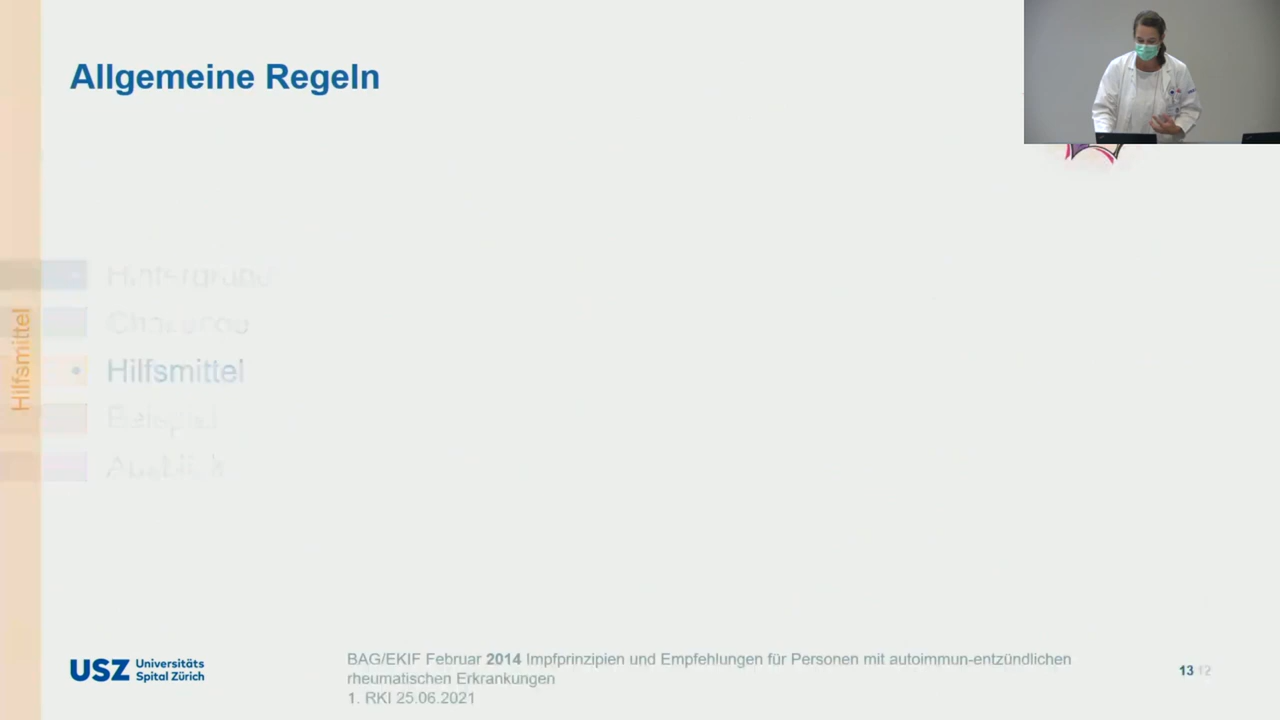 Allgemeine Regeln
Hintergrund
Hilfsmittel
Hilfsmittel
Beispiel
Ausblick
USZ Universitäts
Spital Zürich
BAG/EKIF Februar 2014 Impfprinzipien und Empfehlungen für Personen mit autoimmun-entzündlichen
rheumatischen Erkrankungen
1. RKI 25.06.2021
13 12